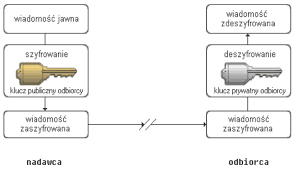 wiadomość jawna
szyfrowanie
klucz publiczny odbiorcy
wiadomość
zaszyfrowana
nadawca
wiadomość
zdeszyfrowana
deszyfrowanie
klucz prywatny odbiorcy
wiadomość
zaszyfrowana
odbiorca